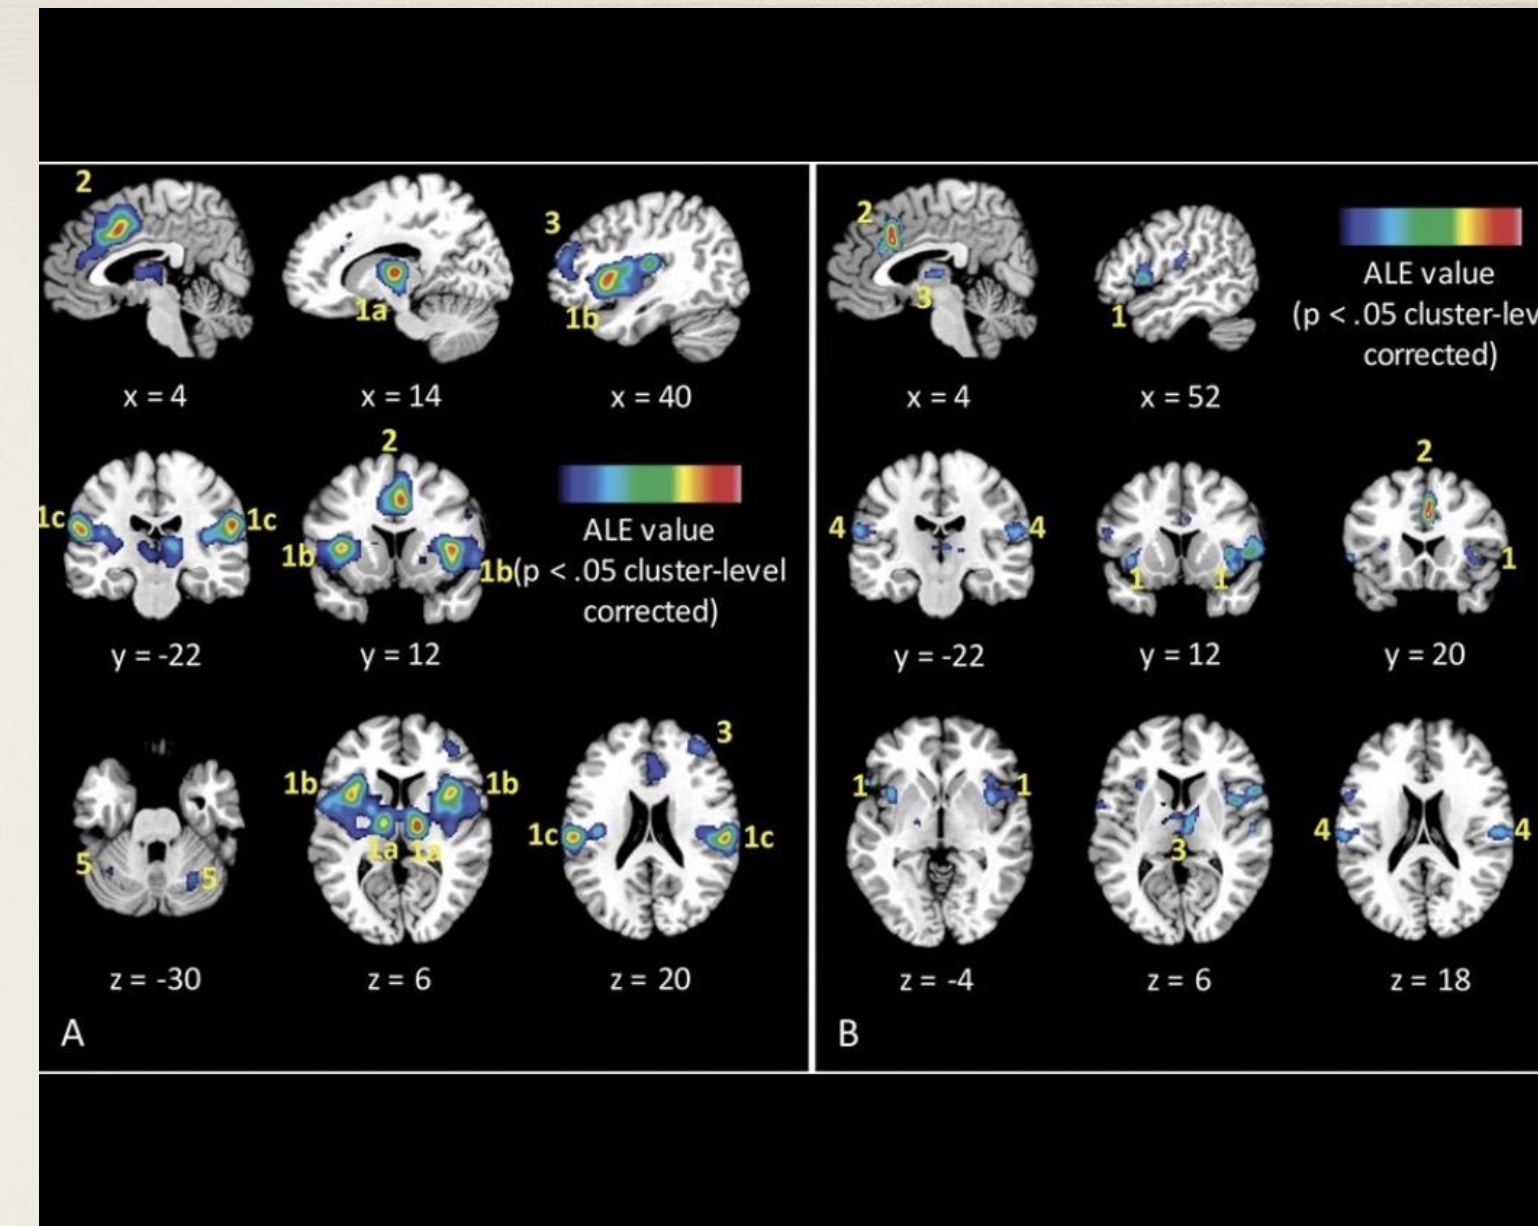 2
3
1a
1b
x = 4
x = 14
x = 40
2
1c
1c
1b
1b
ALE value
(p < .05 cluster-level
corrected)
y = -22
y = 12
5
5
1b
1b
1a
1a
3
1c
1c
z = -30
z = 6
z = 20
A
2
3
1
ALE value
(p < .05 cluster-lev
corrected)
x = 4
x = 52
4
4
1
1
2
1
y = -22
y = 12
y = 20
1
1
3
4
4
z = -4
z = 6
z = 18
B